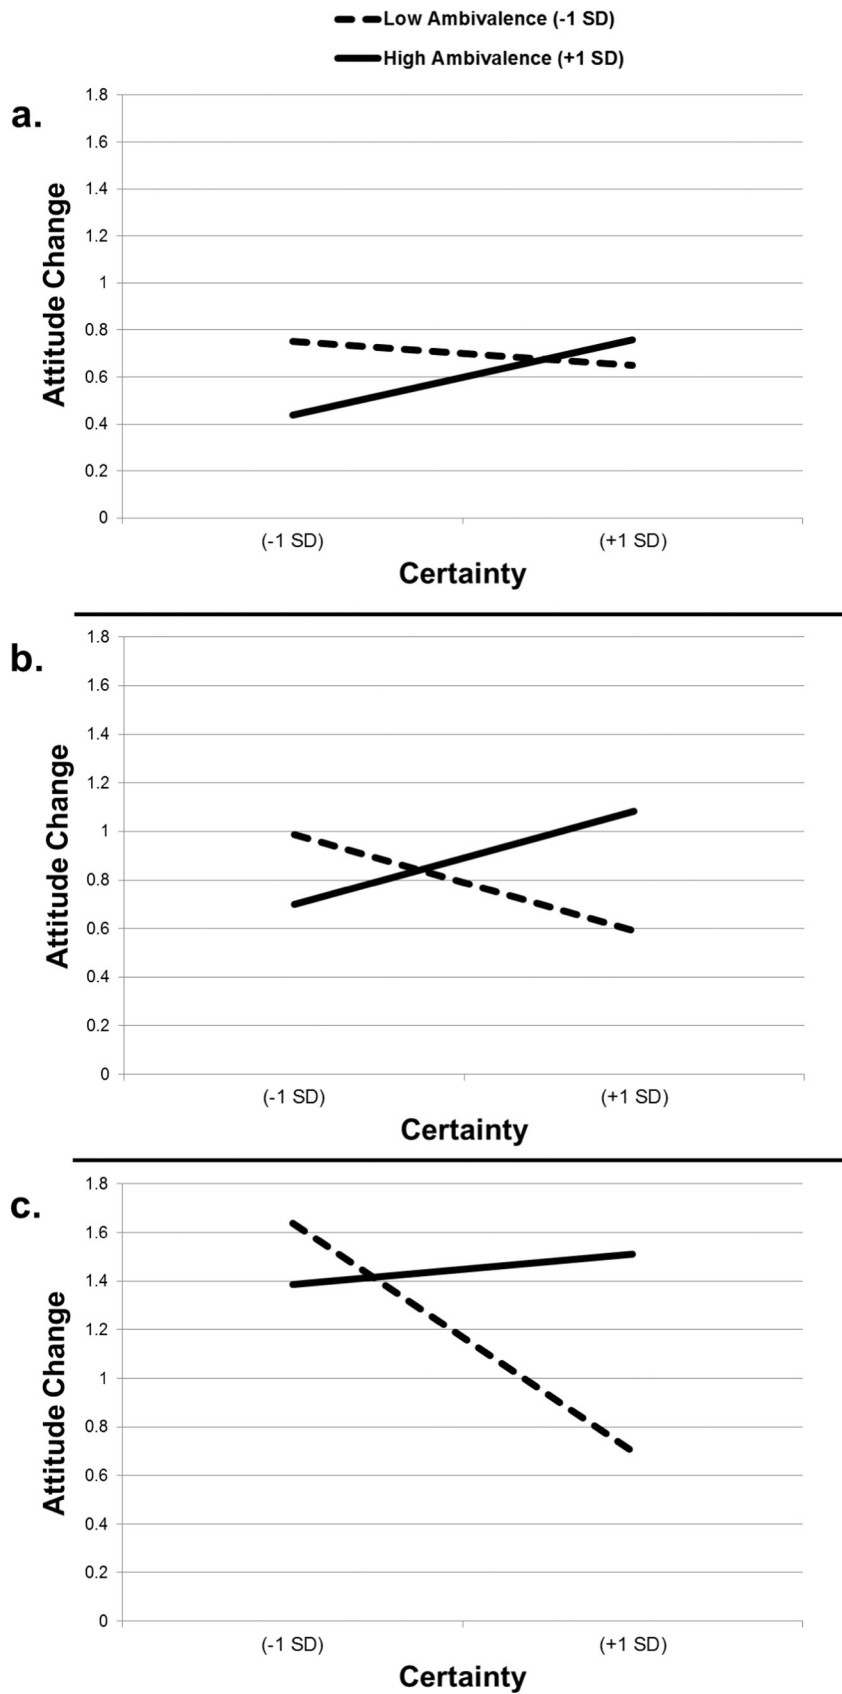 Low Ambivalence (-1 SD)
High Ambivalence (+1 SD)
a.
Attitude Change
1.8
1.6
1.4
1.2
1
0.8
0.6
0.4
0.2
0
(-1 SD) (+1 SD)
Certainty
b.
Attitude Change
1.8
1.6
1.4
1.2
1
0.8
0.6
0.4
0.2
0
(-1 SD) (+1 SD)
Certainty
c.
Attitude Change
1.8
1.6
1.4
1.2
1
0.8
0.6
0.4
0.2
0
(-1 SD) (+1 SD)
Certainty